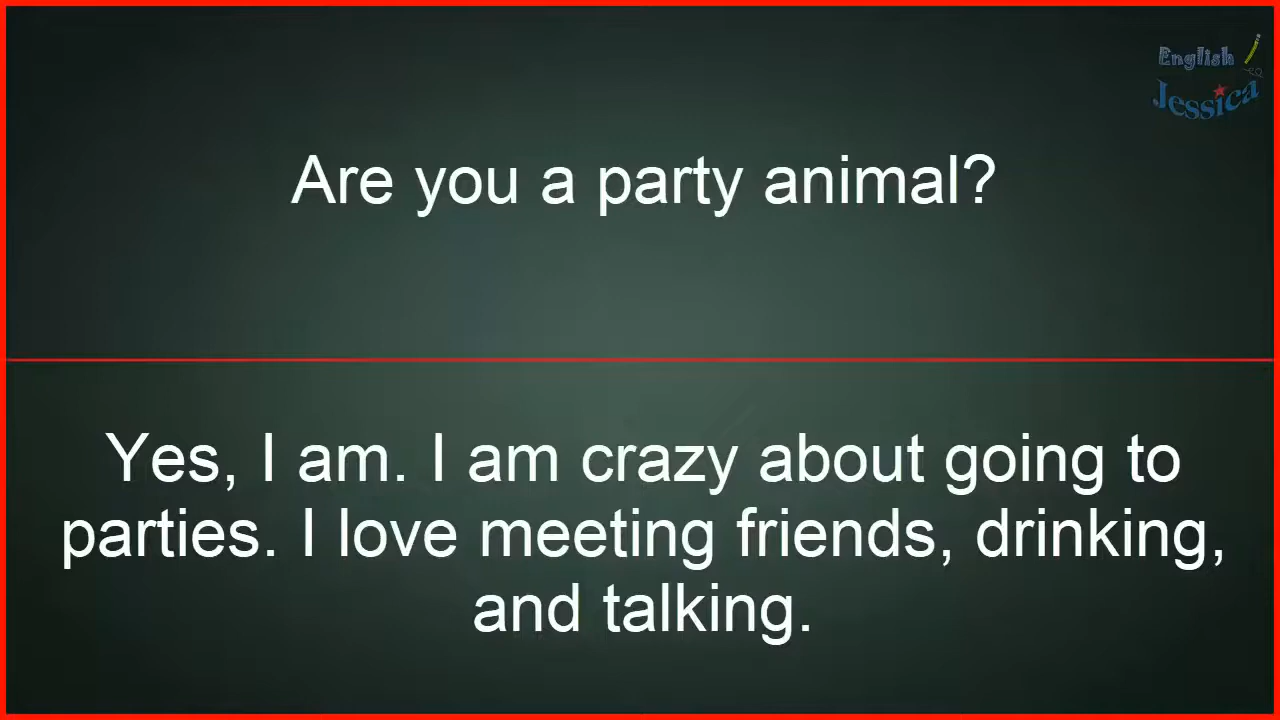 English
Jessica
Are you a party animal?
Yes, I am. I am crazy about going to
parties. I love meeting friends, drinking,
and talking.